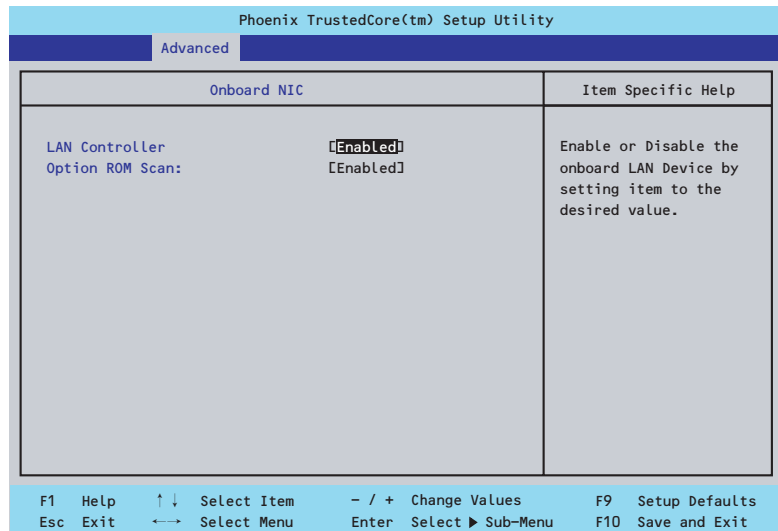 Phoenix TrustedCore(tm) Setup Utility
Advanced
Onboard NIC
Item Specific Help
LAN Controller [Enabled]
Option ROM Scan: [Enabled]
Enable or Disable the
onboard LAN Device by
setting item to the
desired value.
F1 Help ↑↓ Select Item - / + Change Values F9 Setup Defaults
Esc Exit ←→ Select Menu Enter Select ▶ Sub-Menu F10 Save and Exit